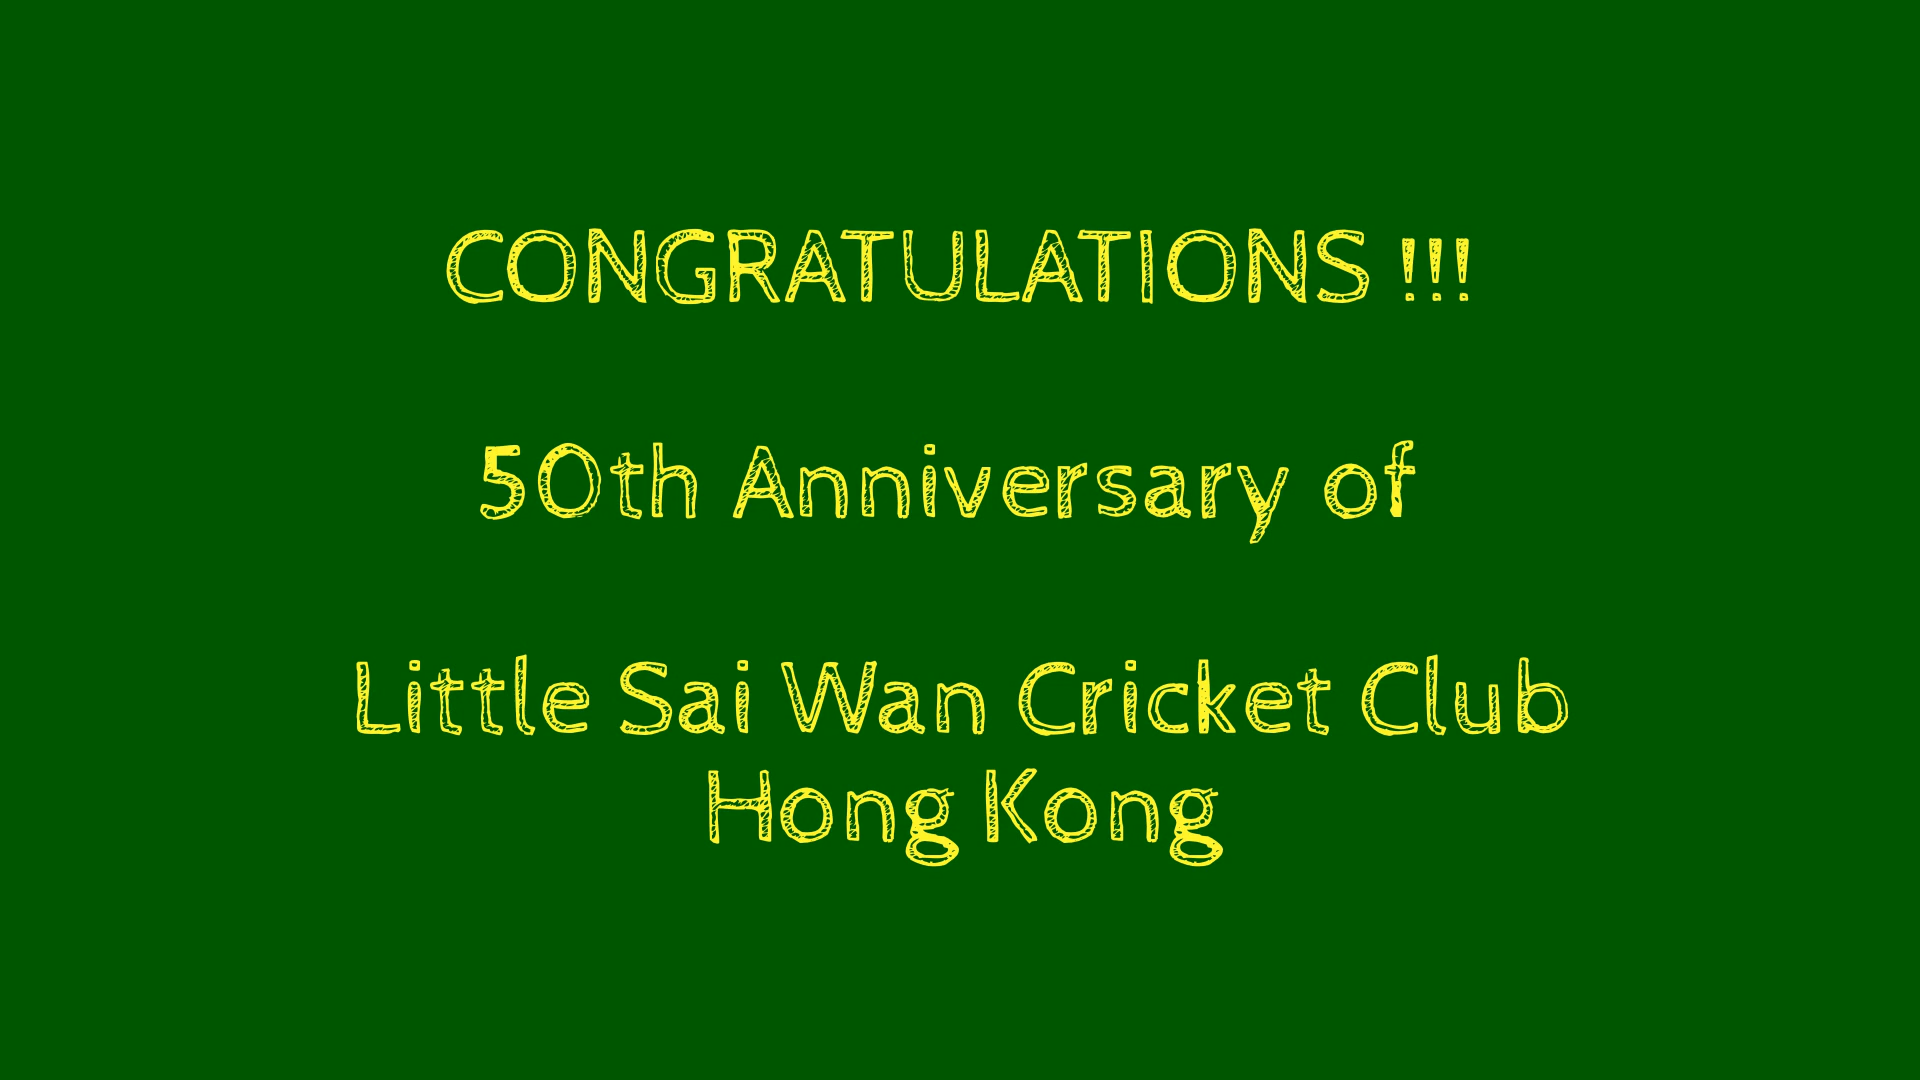 CONGRATULATIONS !!!
50th Anniversary of
Little Sai Wan Cricket Club
Hong Kong